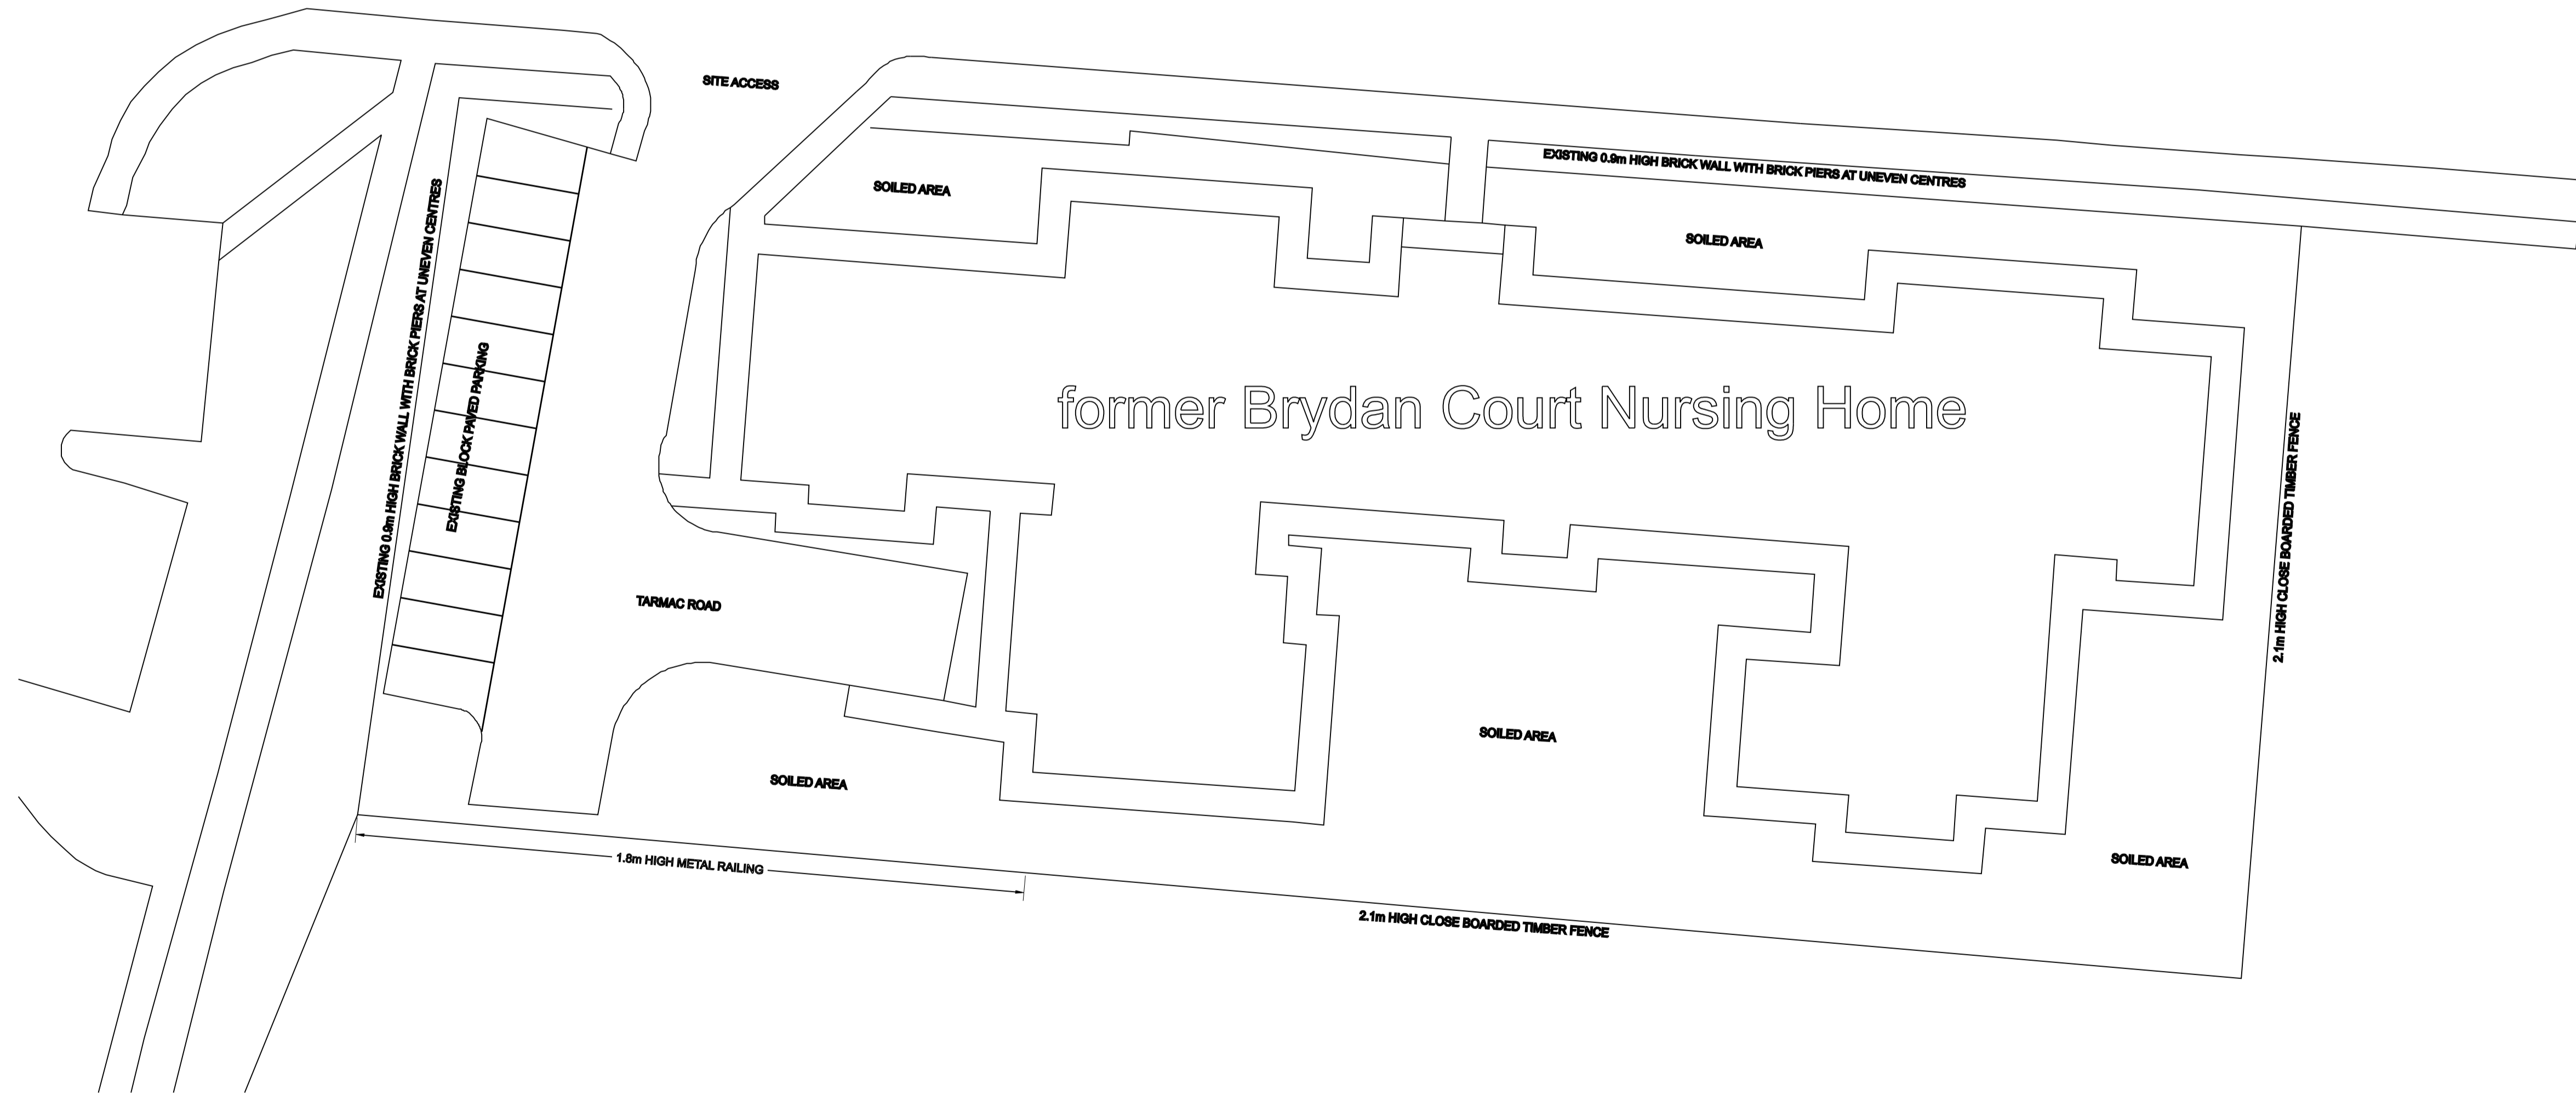 SITE ACCESS
EXISTING 0.9m HIGH BRICK WALL WITH BRICK PIERS AT UNEVEN CENTRES
SOILED AREA
SOILED AREA
EXISTING 0.9m HIGH BRICK WALL WITH BRICK PIERS AT UNEVEN CENTRES
EXISTING BLOCK PAVED PARKING
former Brydan Court Nursing Home
2.1m HIGH CLOSE BOARDED TIMBER FENCE
TARMAC ROAD
SOILED AREA
SOILED AREA
SOILED AREA
1.8m HIGH METAL RAILING
2.1m HIGH CLOSE BOARDED TIMBER FENCE